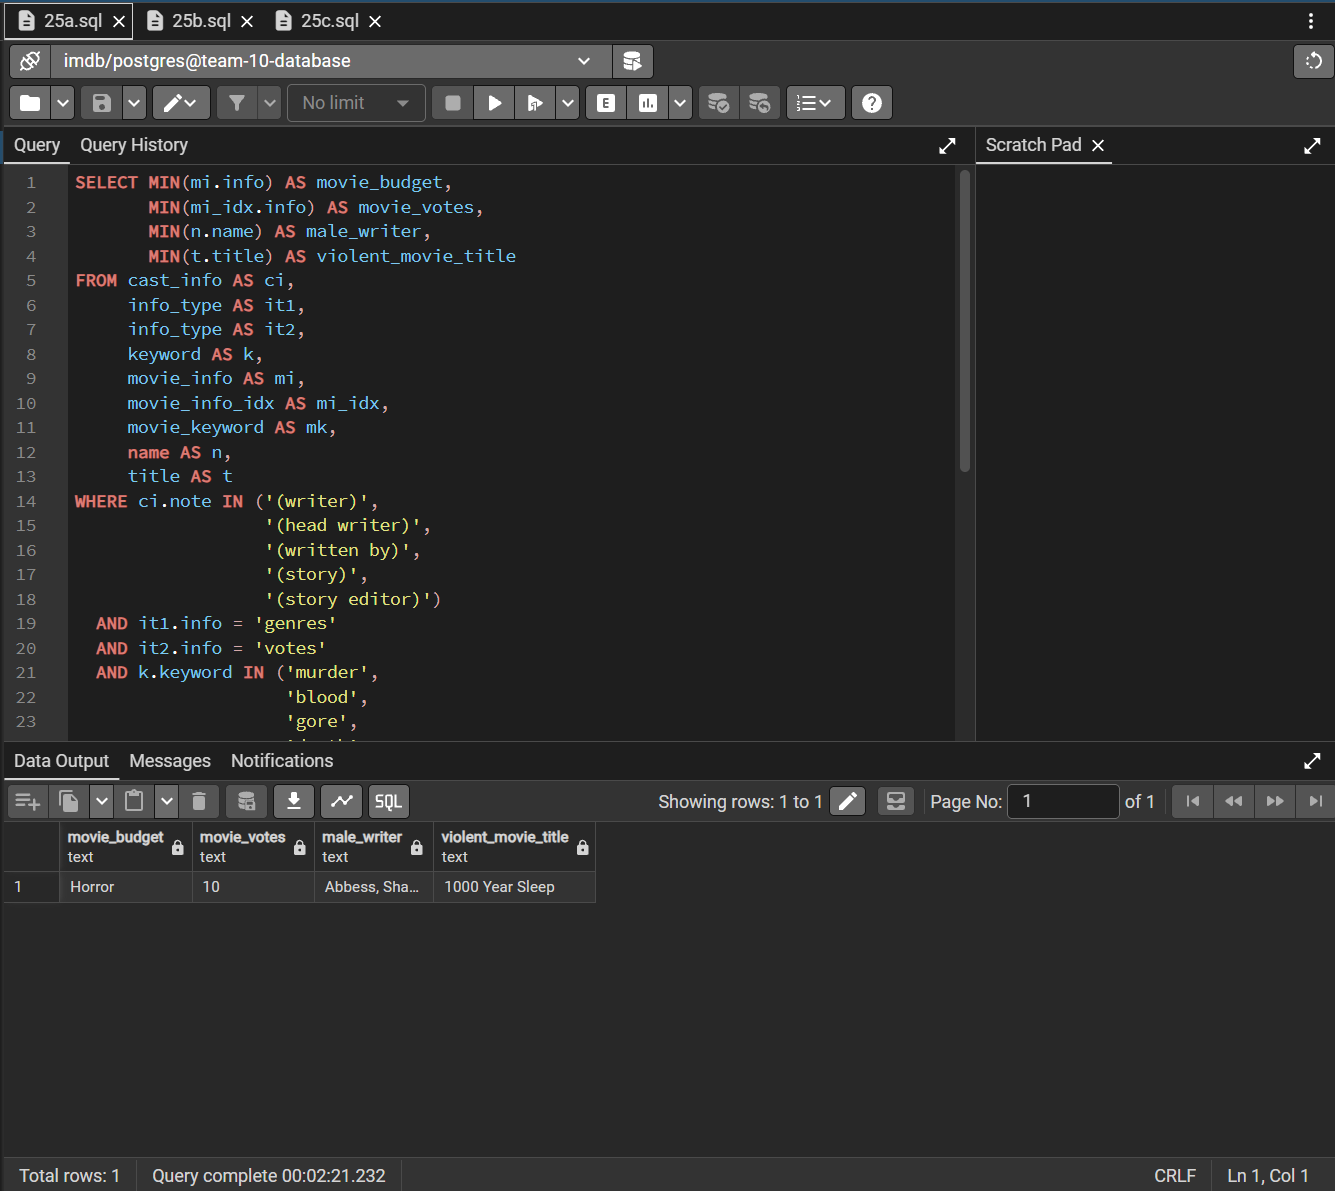 25a.sql 25b.sql 25c.sql
imdb/postgres@team-10-database
No limit
Query Query History Scratch Pad
1 SELECT MIN(mi.info) AS movie_budget,
2 MIN(mi_idx.info) AS movie_votes,
3 MIN(n.name) AS male_writer,
4 MIN(t.title) AS violent_movie_title
5 FROM cast_info AS ci,
6 info_type AS it1,
7 info_type AS it2,
8 keyword AS k,
9 movie_info AS mi,
10 movie_info_idx AS mi_idx,
11 movie_keyword AS mk,
12 name AS n,
13 title AS t
14 WHERE ci.note IN ('(writer)',
15 '(head writer)',
16 '(written by)',
17 '(story)',
18 '(story editor)')
19 AND it1.info = 'genres'
20 AND it2.info = 'votes'
21 AND k.keyword IN ('murder',
22 'blood',
23 'gore',
Data Output Messages Notifications
SQL Showing rows: 1 to 1 Page No: 1 of 1
movie_budget movie_votes male_writer violent_movie_title
text text text text
1 Horror 10 Abbess, Sha... 1000 Year Sleep
Total rows: 1 Query complete 00:02:21.232 CRLF Ln 1, Col 1